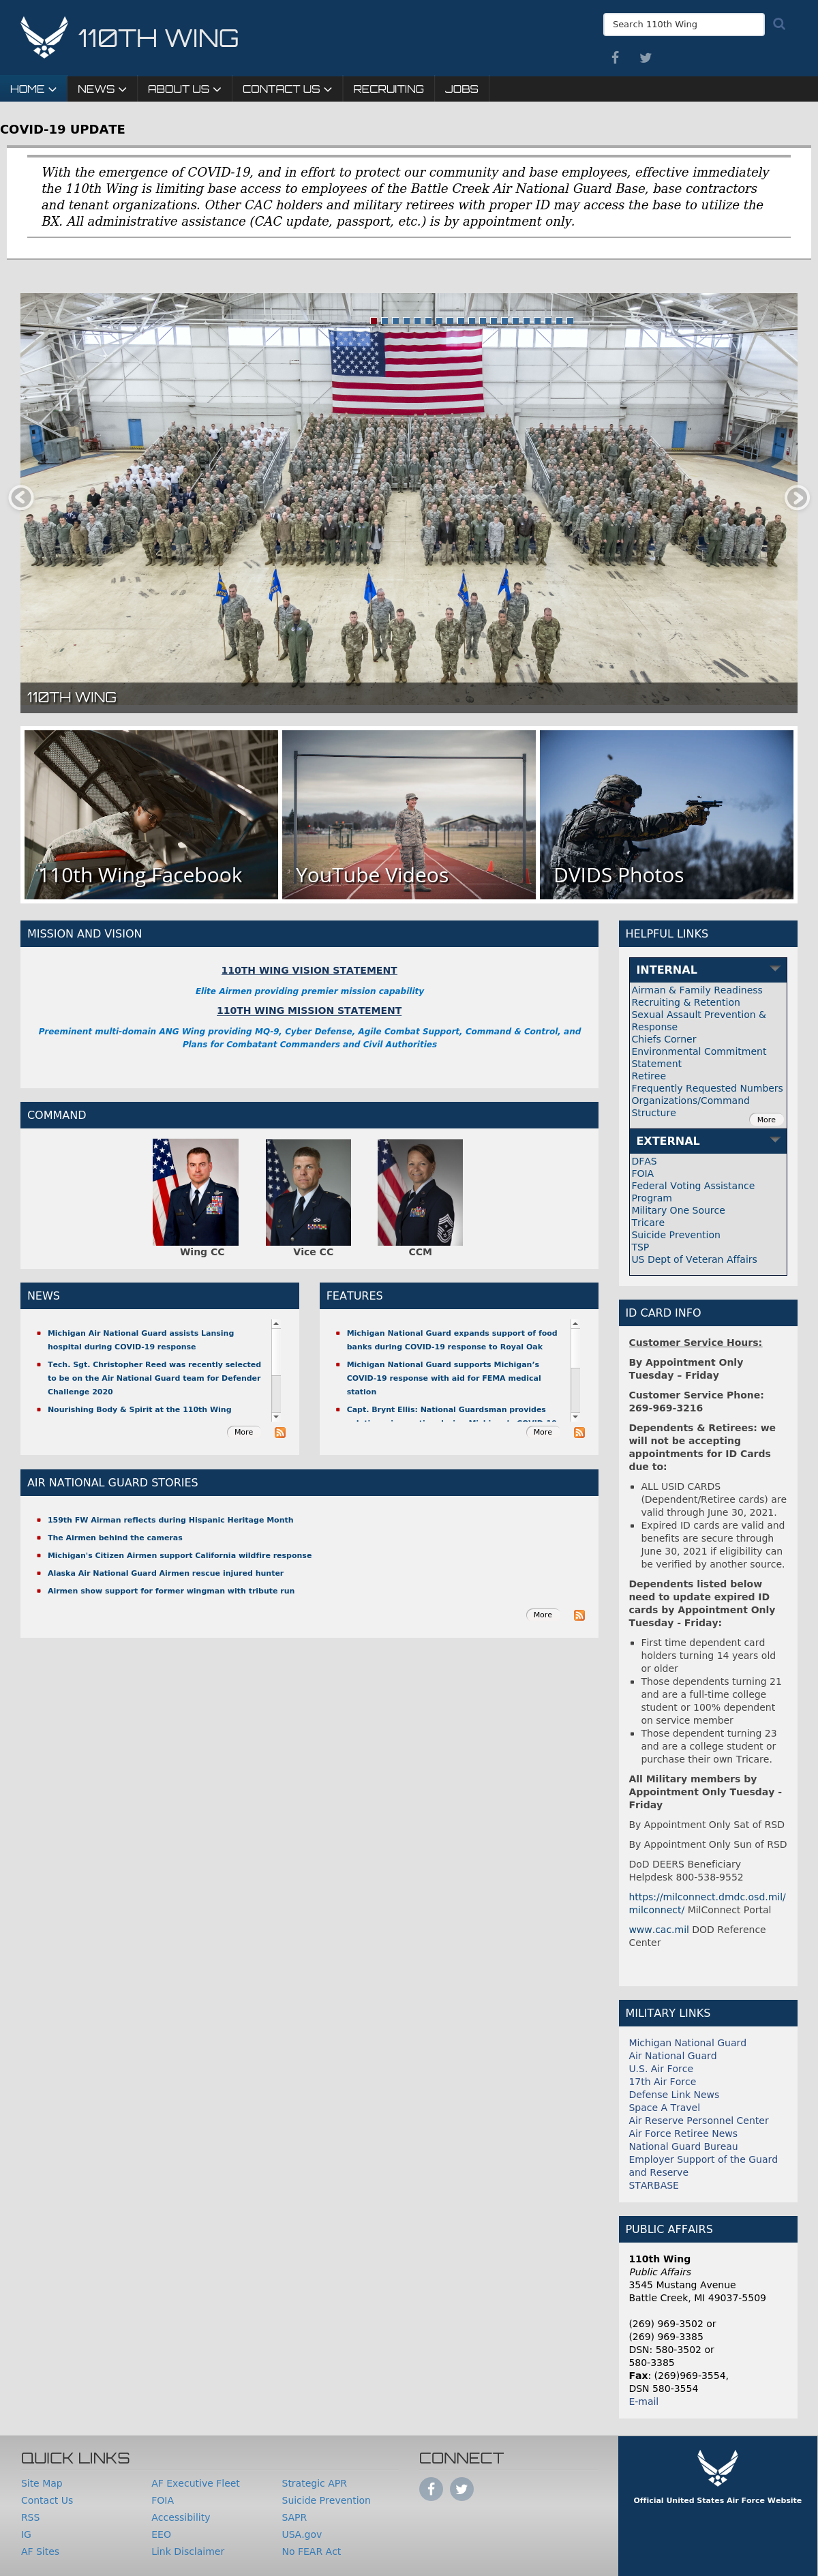 110TH WING
Search 110th Wing
HOME
NEWS
ABOUT US
CONTACT US
RECRUITING
JOBS
COVID-19 UPDATE
With the emergence of COVID-19, and in effort to protect our community and base employees, effective immediately
the 110th Wing is limiting base access to employees of the Battle Creek Air National Guard Base, base contractors
and tenant organizations. Other CAC holders and military retirees with proper ID may access the base to utilize the
BX. All administrative assistance (CAC update, passport, etc.) is by appointment only.
110TH WING
110th Wing Facebook
YouTube Videos
DVIDS Photos
MISSION AND VISION
110TH WING VISION STATEMENT
Elite Airmen providing premier mission capability
110TH WING MISSION STATEMENT
Preeminent multi-domain ANG Wing providing MQ-9, Cyber Defense, Agile Combat Support, Command & Control, and
Plans for Combatant Commanders and Civil Authorities
COMMAND
Wing CC
Vice CC
CCM
NEWS
Michigan Air National Guard assists Lansing
hospital during COVID-19 response
Tech. Sgt. Christopher Reed was recently selected
to be on the Air National Guard team for Defender
Challenge 2020
Nourishing Body & Spirit at the 110th Wing
More
FEATURES
Michigan National Guard expands support of food
banks during COVID-19 response to Royal Oak
Michigan National Guard supports Michigan's
COVID-19 response with aid for FEMA medical
station
Capt. Brynt Ellis: National Guardsman provides
More
AIR NATIONAL GUARD STORIES
159th FW Airman reflects during Hispanic Heritage Month
The Airmen behind the cameras
Michigan's Citizen Airmen support California wildfire response
Alaska Air National Guard Airmen rescue injured hunter
Airmen show support for former wingman with tribute run
More
HELPFUL LINKS
INTERNAL
Airman & Family Readiness
Recruiting & Retention
Sexual Assault Prevention &
Response
Chiefs Corner
Environmental Commitment
Statement
Retiree
Frequently Requested Numbers
Organizations/Command
Structure
More
EXTERNAL
DFAS
FOIA
Federal Voting Assistance
Program
Military One Source
Tricare
Suicide Prevention
TSP
US Dept of Veteran Affairs
ID CARD INFO
Customer Service Hours:
By Appointment Only
Tuesday – Friday
Customer Service Phone:
269-969-3216
Dependents & Retirees: we
will not be accepting
appointments for ID Cards
due to:
ALL USID CARDS
(Dependent/Retiree cards) are
valid through June 30, 2021.
Expired ID cards are valid and
benefits are secure through
June 30, 2021 if eligibility can
be verified by another source.
Dependents listed below
need to update expired ID
cards by Appointment Only
Tuesday - Friday:
First time dependent card
holders turning 14 years old
or older
Those dependents turning 21
and are a full-time college
student or 100% dependent
on service member
Those dependent turning 23
and are a college student or
purchase their own Tricare.
All Military members by
Appointment Only Tuesday -
Friday
By Appointment Only Sat of RSD
By Appointment Only Sun of RSD
DoD DEERS Beneficiary
Helpdesk 800-538-9552
https://milconnect.dmdc.osd.mil/
milconnect/ MilConnect Portal
www.cac.mil DOD Reference
Center
MILITARY LINKS
Michigan National Guard
Air National Guard
U.S. Air Force
17th Air Force
Defense Link News
Space A Travel
Air Reserve Personnel Center
Air Force Retiree News
National Guard Bureau
Employer Support of the Guard
and Reserve
STARBASE
PUBLIC AFFAIRS
110th Wing
Public Affairs
3545 Mustang Avenue
Battle Creek, MI 49037-5509
(269) 969-3502 or
(269) 969-3385
DSN: 580-3502 or
580-3385
Fax: (269)969-3554,
DSN 580-3554
E-mail
QUICK LINKS
Site Map
Contact Us
RSS
IG
AF Sites
AF Executive Fleet
FOIA
Accessibility
EEO
Link Disclaimer
Strategic APR
Suicide Prevention
SAPR
USA.gov
No FEAR Act
CONNECT
Official United States Air Force Website